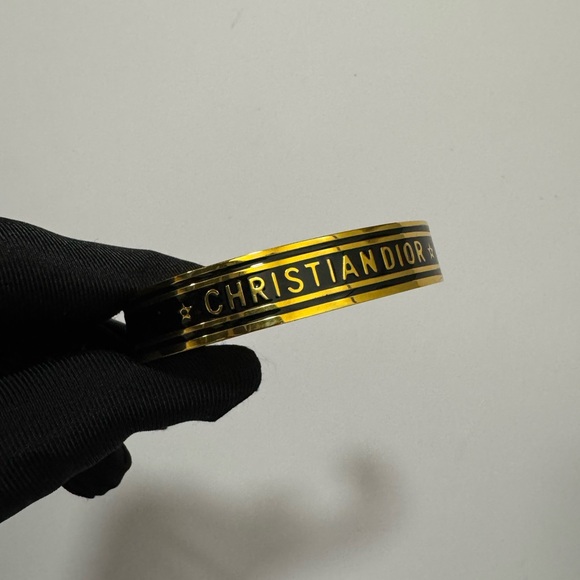 ☆ CHRISTIAN DIOR ☆